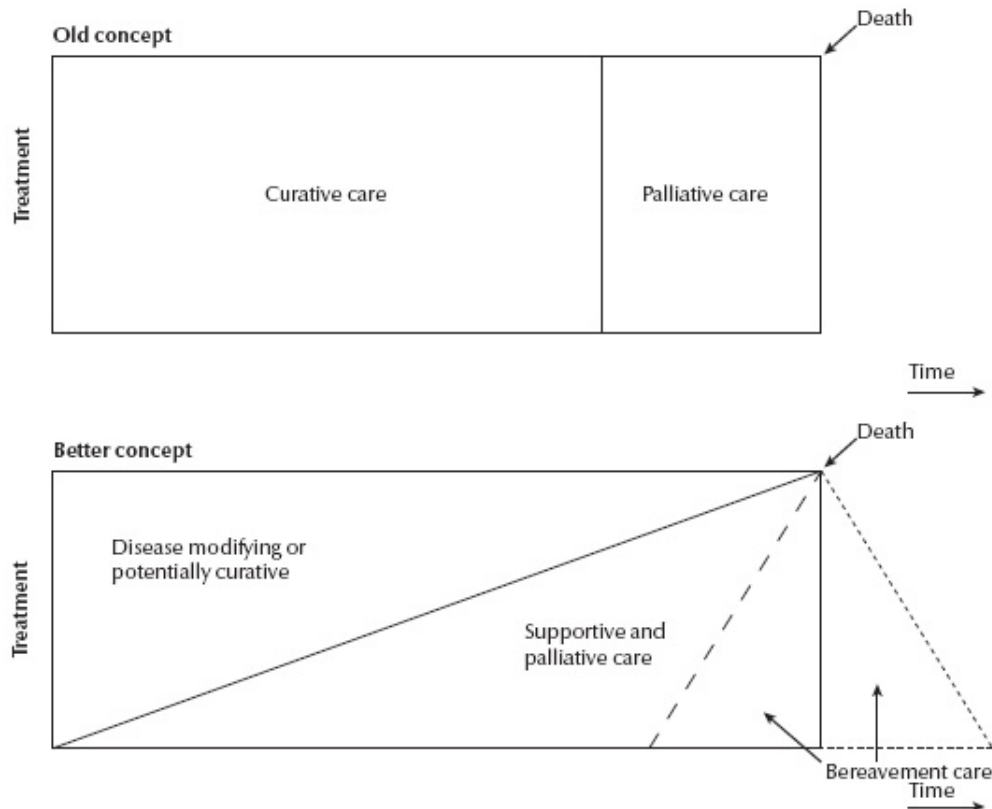 Old concept
Death
Treatment
Curative care
Palliative care
Time
Better concept
Death
Treatment
Disease modifying or
potentially curative
Supportive and
palliative care
Bereavement care
Time